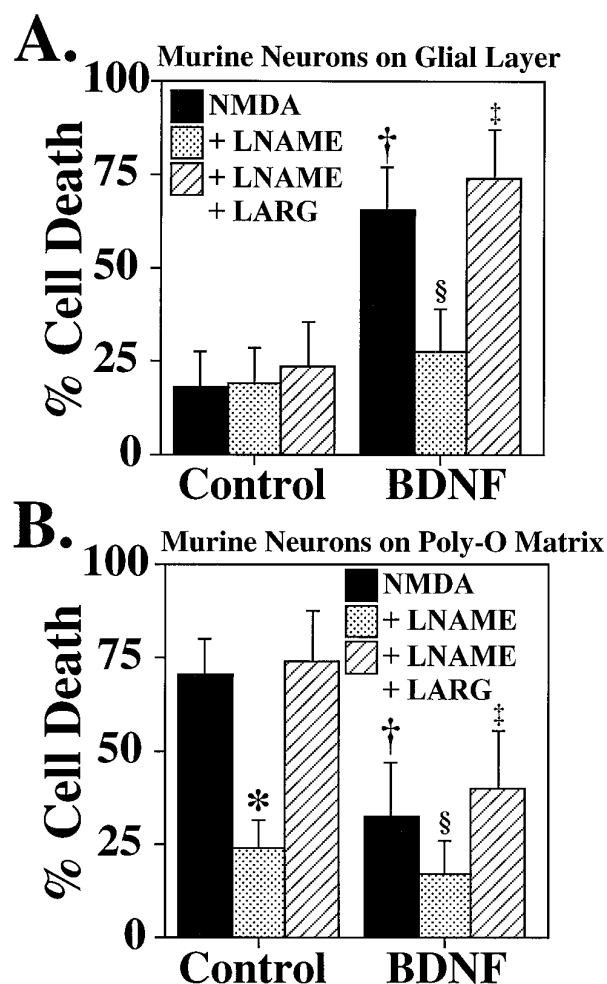 A.
Murine Neurons on Glial Layer
% Cell Death
100
75
50
25
0
NMDA
+ LNAME
+ LNAME
+ LARG
†
§
‡
Control
BDNF
B.
Murine Neurons on Poly-O Matrix
% Cell Death
100
75
50
25
0
NMDA
+ LNAME
+ LNAME
+ LARG
*
†
§
‡
Control
BDNF